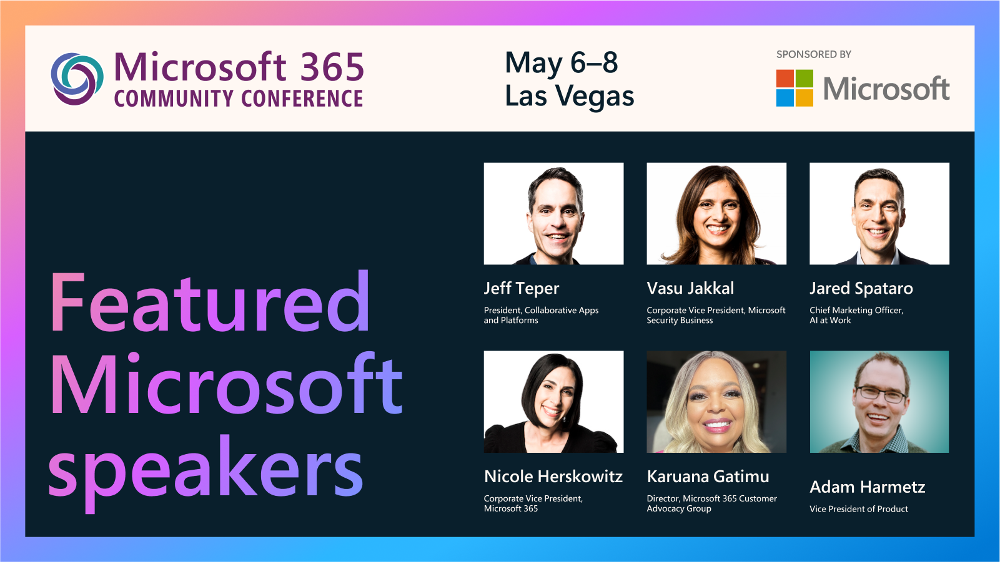 Microsoft 365
COMMUNITY CONFERENCE
May 6–8
Las Vegas
SPONSORED BY
Microsoft
Featured
Microsoft
speakers
Jeff Teper
President, Collaborative Apps
and Platforms
Vasu Jakkal
Corporate Vice President, Microsoft
Security Business
Jared Spataro
Chief Marketing Officer,
AI at Work
Nicole Herskowitz
Corporate Vice President,
Microsoft 365
Karuana Gatimu
Director, Microsoft 365 Customer
Advocacy Group
Adam Harmetz
Vice President of Product